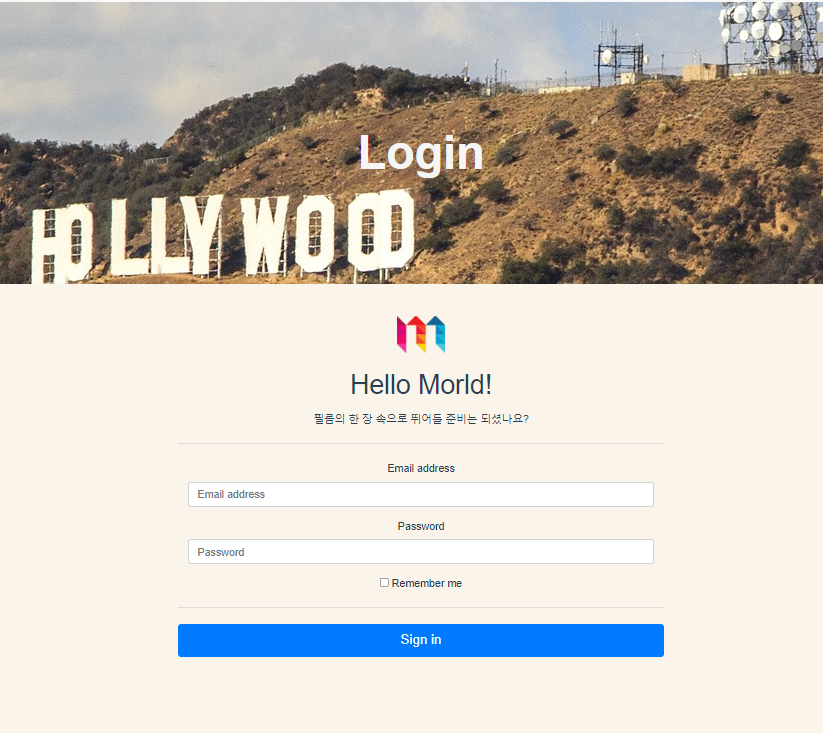 Login
HOLLYWOOD
Hello Morld!
필름의 한 장 속으로 뛰어들 준비는 되셨나요?
Email address
Email address
Password
Password
Remember me
Sign in